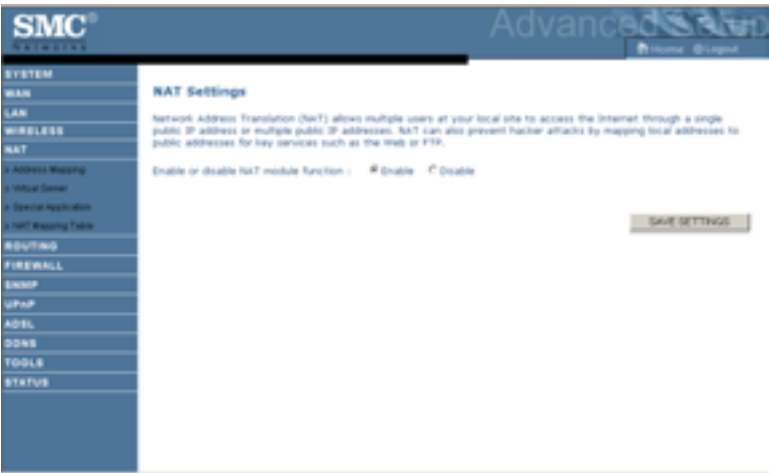 SMC®
Networks
Advanced Setup
Home Logout
SYSTEM
WAN
LAN
WIRELESS
NAT
» Address Mapping
» Virtual Server
» Special Application
» NAT Mapping Table
ROUTING
FIREWALL
SNMP
UPnP
ADSL
DDNS
TOOLS
STATUS
NAT Settings
Network Address Translation (NAT) allows multiple users at your local site to access the Internet through a single
public IP address or multiple public IP addresses. NAT can also prevent hacker attacks by mapping local addresses to
public addresses for key services such as the Web or FTP.
Enable or disable NAT module function : Enable Disable
SAVE SETTINGS